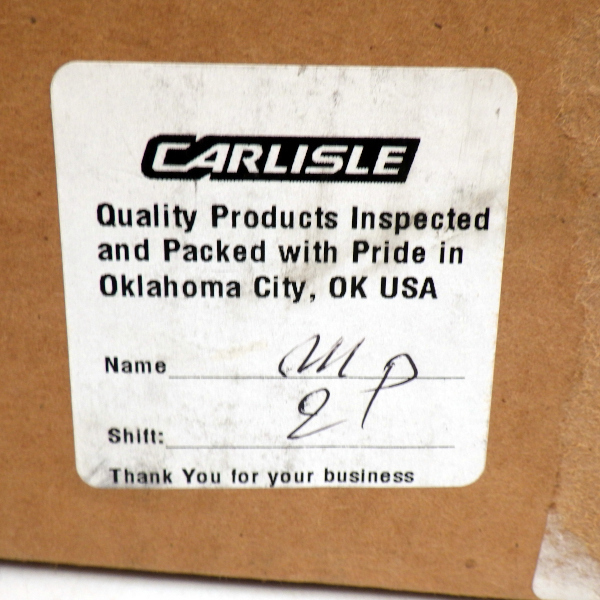 CARLISLE
Quality Products Inspected
and Packed with Pride in
Oklahoma City, OK USA
Name MP
Shift: 2
Thank You for your business